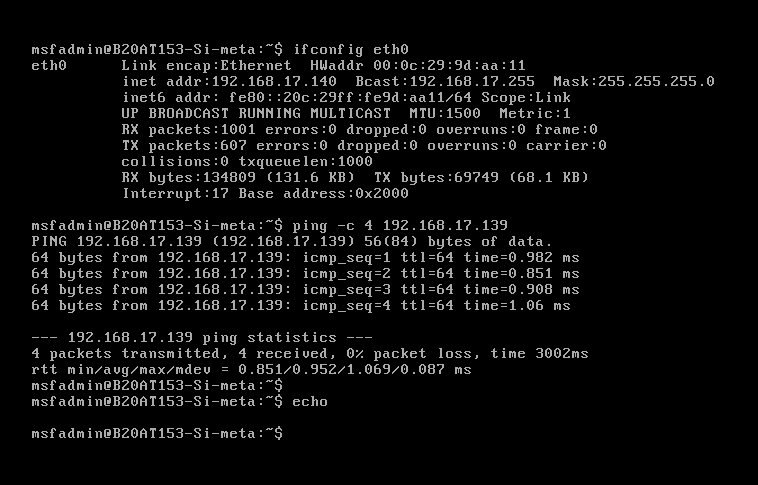 msfadmin@B20AT153-Si-meta:~$ ifconfig eth0
eth0      Link encap:Ethernet  HWaddr 00:0c:29:9d:aa:11
          inet addr:192.168.17.140  Bcast:192.168.17.255  Mask:255.255.255.0
          inet6 addr: fe80::20c:29ff:fe9d:aa11/64 Scope:Link
          UP BROADCAST RUNNING MULTICAST  MTU:1500  Metric:1
          RX packets:1001 errors:0 dropped:0 overruns:0 frame:0
          TX packets:607 errors:0 dropped:0 overruns:0 carrier:0
          collisions:0 txqueuelen:1000
          RX bytes:134809 (131.6 KB)  TX bytes:69749 (68.1 KB)
          Interrupt:17 Base address:0x2000
msfadmin@B20AT153-Si-meta:~$ ping -c 4 192.168.17.139
PING 192.168.17.139 (192.168.17.139) 56(84) bytes of data.
64 bytes from 192.168.17.139: icmp_seq=1 ttl=64 time=0.982 ms
64 bytes from 192.168.17.139: icmp_seq=2 ttl=64 time=0.851 ms
64 bytes from 192.168.17.139: icmp_seq=3 ttl=64 time=0.908 ms
64 bytes from 192.168.17.139: icmp_seq=4 ttl=64 time=1.06 ms
--- 192.168.17.139 ping statistics ---
4 packets transmitted, 4 received, 0% packet loss, time 3002ms
rtt min/avg/max/mdev = 0.851/0.952/1.069/0.087 ms
msfadmin@B20AT153-Si-meta:~$
msfadmin@B20AT153-Si-meta:~$ echo
msfadmin@B20AT153-Si-meta:~$